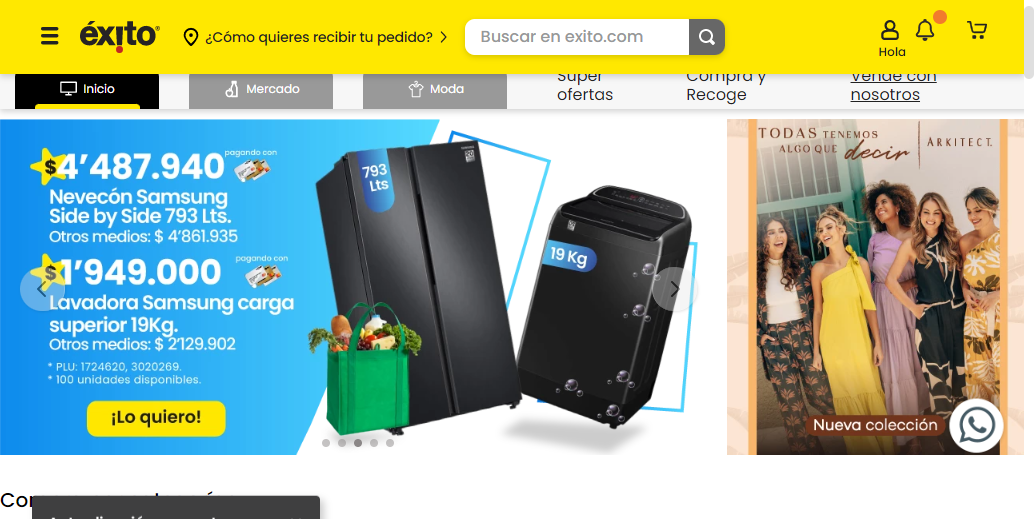 éxito
¿Cómo quieres recibir tu pedido?
Buscar en exito.com
Hola
Inicio
Mercado
Moda
Super
ofertas
Compra y
Recoge
Vende con
nosotros
$4'487.940
pagando con
Nevecón Samsung
Side by Side 793 Lts.
Otros medios: $ 4'861.935
$1'949.000
pagando con
Lavadora Samsung carga
superior 19Kg.
Otros medios: $ 2'129.902
* PLU: 1724620, 3020269.
* 100 unidades disponibles.
¡Lo quiero!
793
Lts
19 Kg
TODAS TENEMOS
ALGO QUE decir
ARKITECT.
Nueva colección